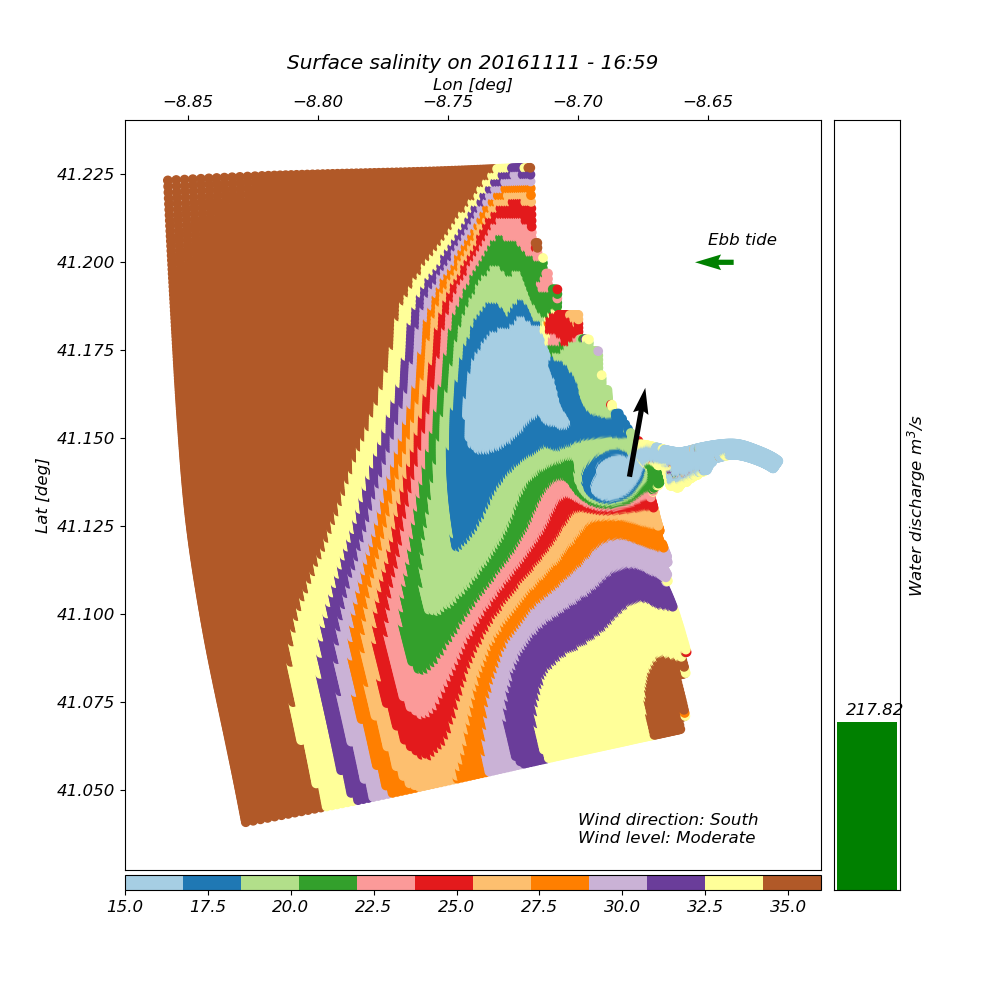 Surface salinity on 20161111 - 16:59
Lon [deg]
−8.85 −8.80 −8.75 −8.70 −8.65
41.225
41.200
41.175
41.150
41.125
41.100
41.075
41.050
Lat [deg]
Ebb tide
Wind direction: South
Wind level: Moderate
15.0 17.5 20.0 22.5 25.0 27.5 30.0 32.5 35.0
217.82
Water discharge m³/s